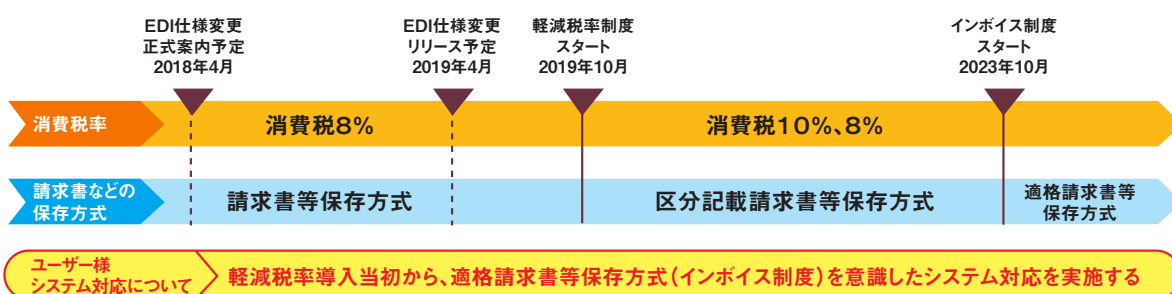 EDI仕様変更
正式案内予定
2018年4月
EDI仕様変更
リリース予定
2019年4月
軽減税率制度
スタート
2019年10月
インボイス制度
スタート
2023年10月
消費税率
消費税8%
消費税10%、8%
請求書などの
保存方式
請求書等保存方式
区分記載請求書等保存方式
適格請求書等
保存方式
ユーザー様
システム対応について
軽減税率導入当初から、適格請求書等保存方式(インボイス制度)を意識したシステム対応を実施する